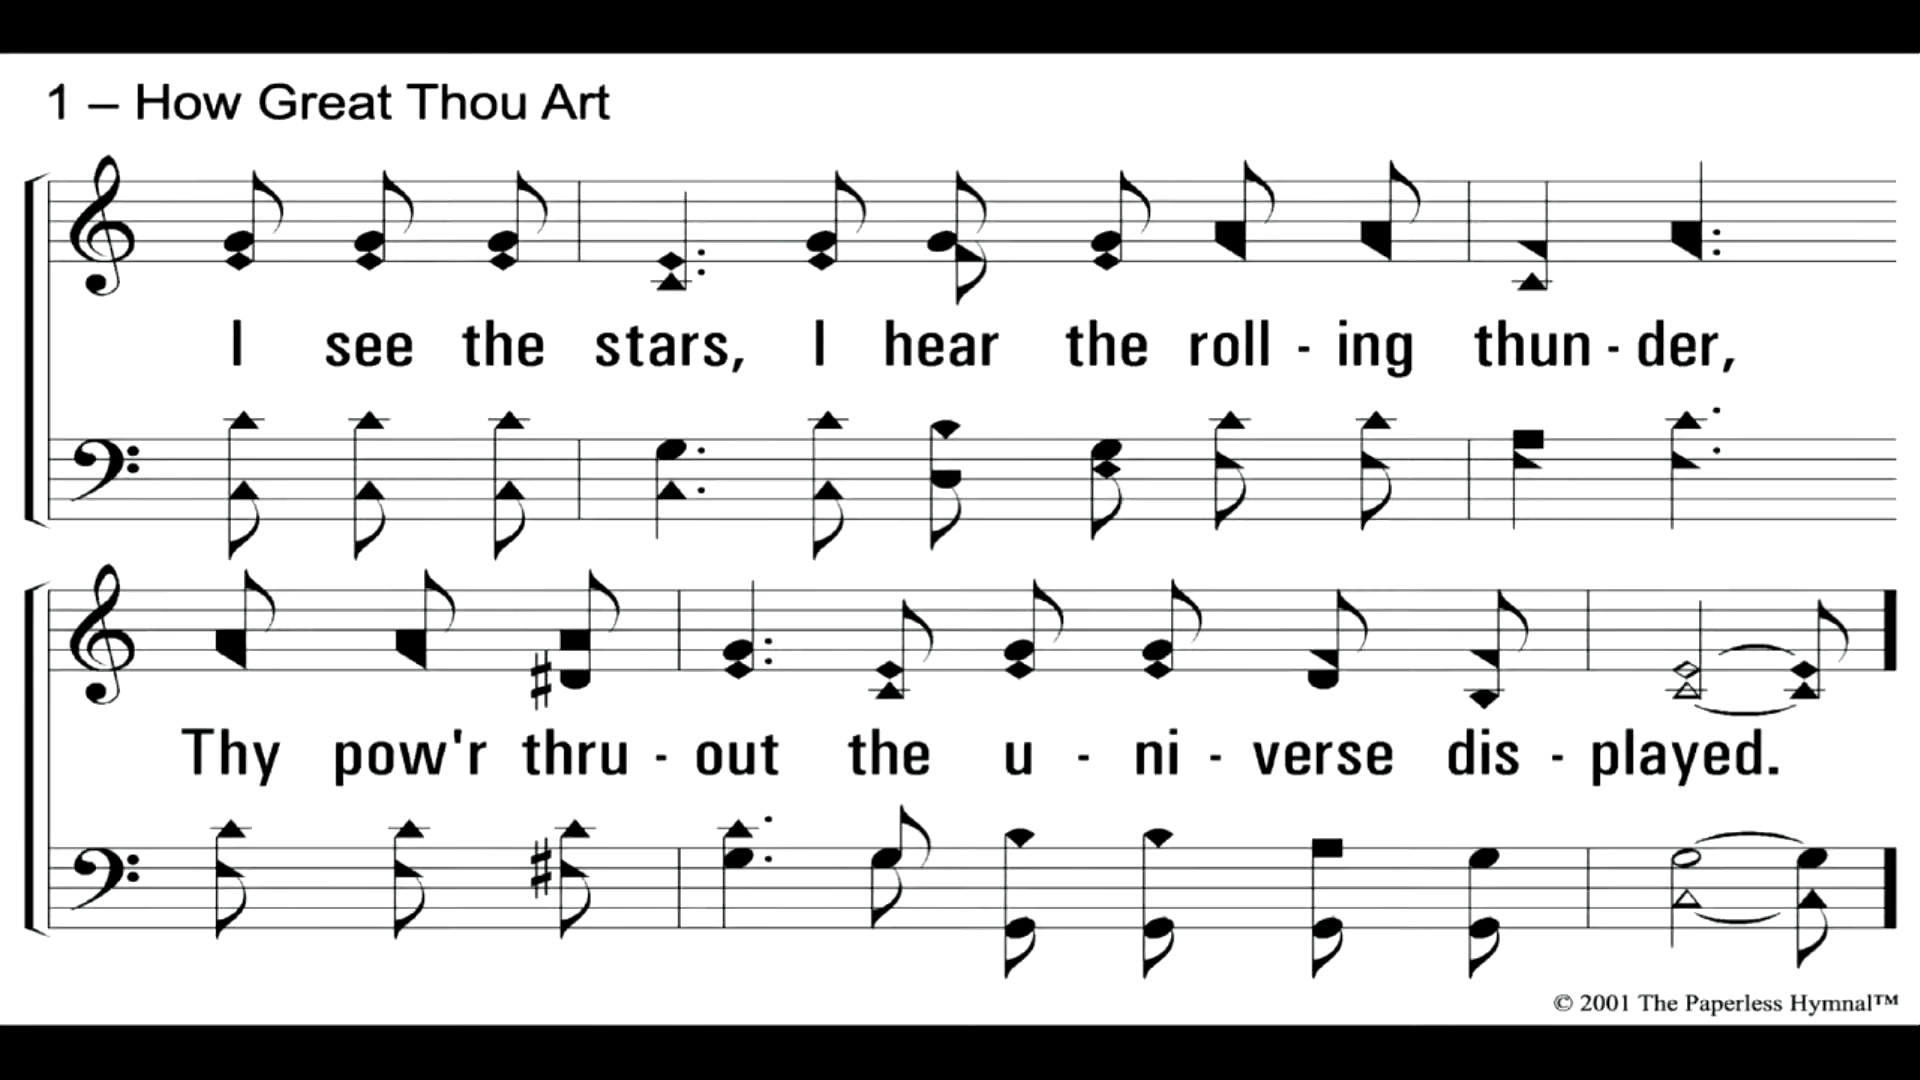 1 – How Great Thou Art
I see the stars, I hear the roll - ing thun - der,
Thy pow'r thru - out the u - ni - verse dis - played.
© 2001 The Paperless Hymnal™